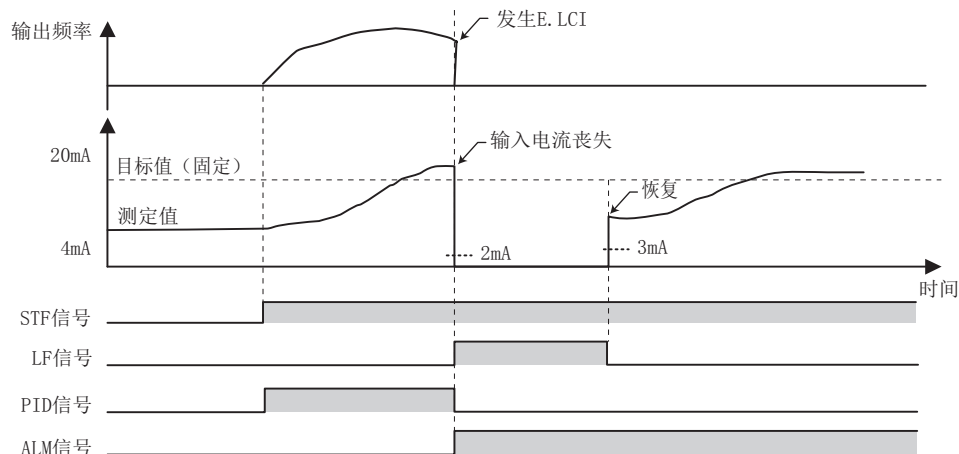 输出频率
发生E.LCI
20mA
目标值（固定）
输入电流丧失
恢复
测定值
4mA
2mA
3mA
时间
STF信号
LF信号
PID信号
ALM信号